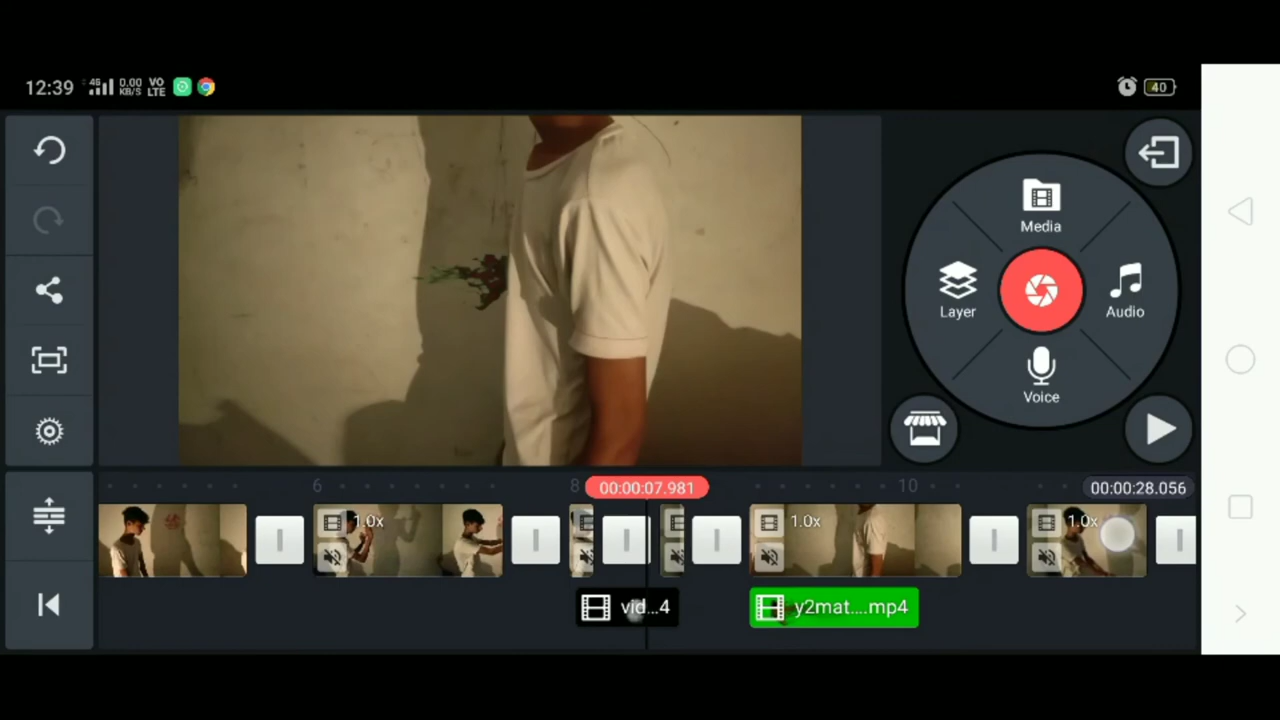 12:39 4G 0.00 KB/S VO LTE 40
Media
Layer
Audio
Voice
6 8 00:00:07.981 10 00:00:28.056
1.0x 1.0x 1.0x
vid...4 y2mat....mp4